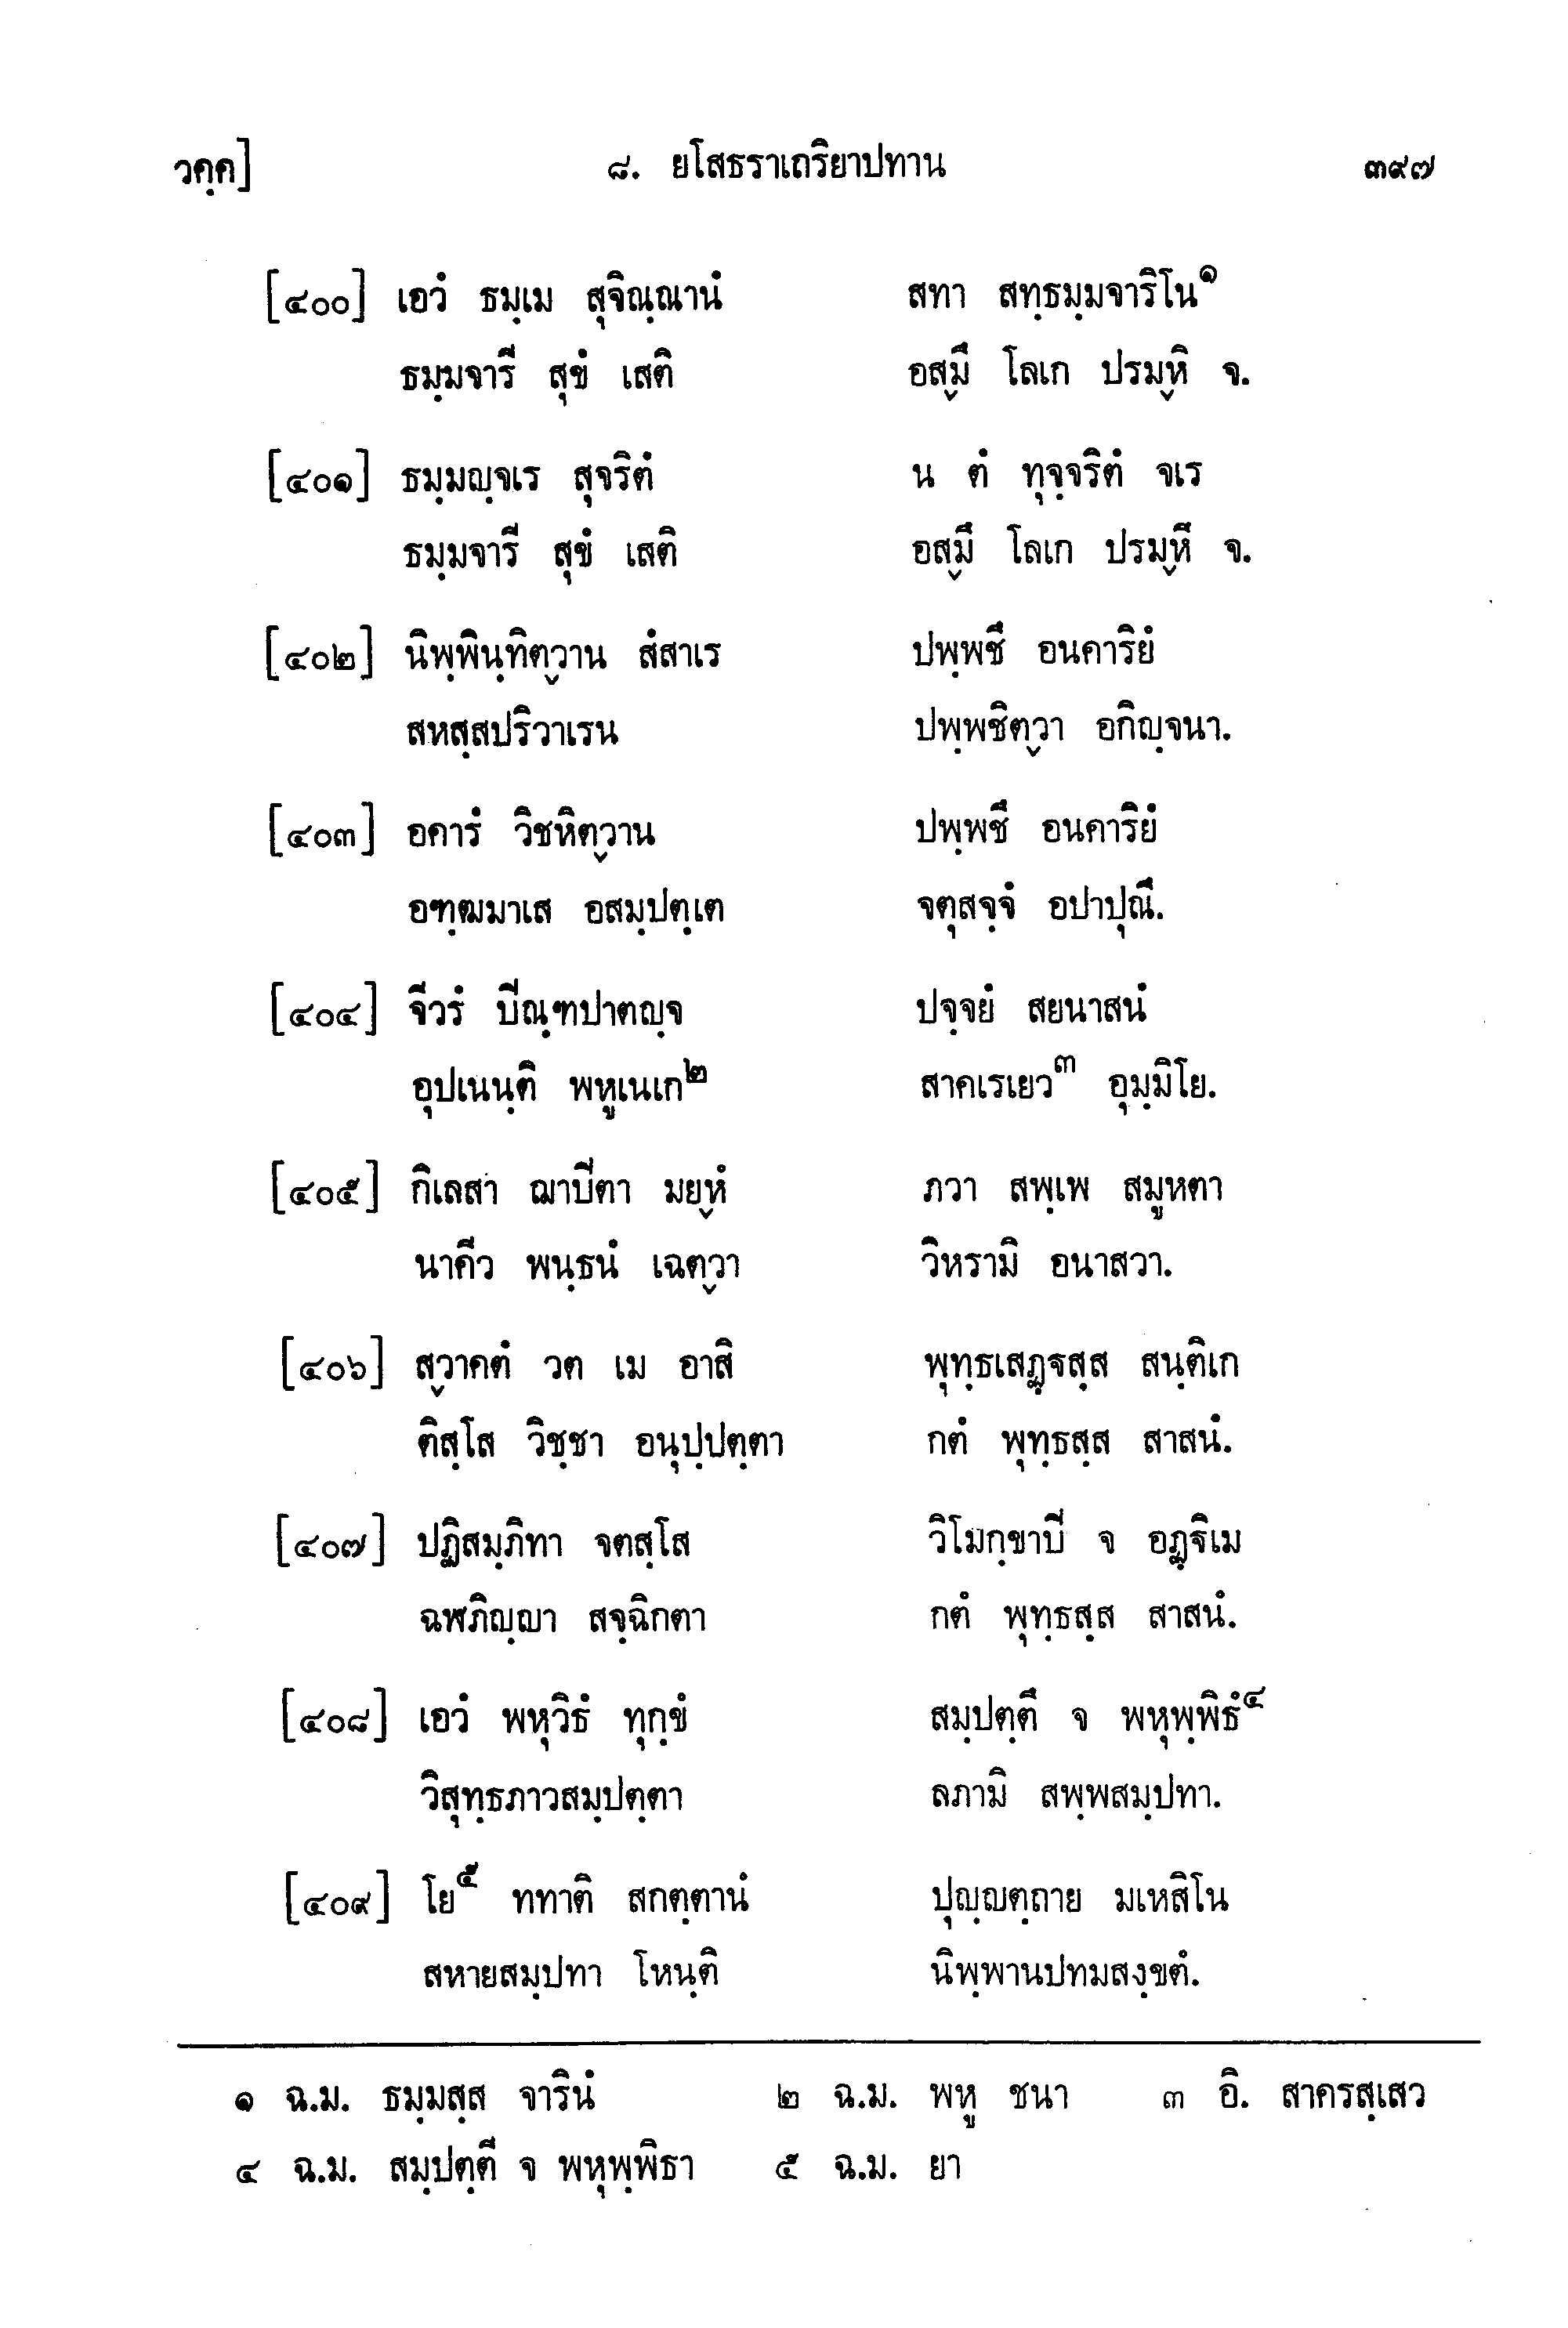 วคฺค] ๘. ยโสธราเถริยาปทาน ๓๙๗
[๔๐๐] เอวํ ธมฺเม สุจิณฺณานํ สทา สทฺธมฺมจาริโน๑
ธมฺมจารี สุขํ เสติ อสฺมึ โลเก ปรมฺหิ จ.
[๔๐๑] ธมฺมญฺจเร สุจริตํ น ตํ ทุจฺจริตํ จเร
ธมฺมจารี สุขํ เสติ อสฺมึ โลเก ปรมฺหึ จ.
[๔๐๒] นิพฺพินฺทิตฺวาน สํสาเร ปพฺพชึ อนคาริยํ
สหสฺสปริวาเรน ปพฺพชิตฺวา อกิญฺจนา.
[๔๐๓] อคารํ วิชหิตฺวาน ปพฺพชึ อนคาริยํ
อฑฺฒมาเส อสมฺปตฺเต จตุสจฺจํ อปาปุณึ.
[๔๐๔] จีวรํ ปิณฺฑปาตญฺจ ปจฺจยํ สยนาสนํ
อุปเนนฺติ พหูเนเก๒ สาคเรเยว๓ อุมฺมิโย.
[๔๐๕] กิเลสา ฌาปิตา มยฺหํ ภวา สพฺเพ สมูหตา
นาคีว พนฺธนํ เฉตฺวา วิหรามิ อนาสวา.
[๔๐๖] สฺวาคตํ วต เม อาสิ พุทฺธเสฏฺฐสฺส สนฺติเก
ติสฺโส วิชฺชา อนุปฺปตฺตา กตํ พุทฺธสฺส สาสนํ.
[๔๐๗] ปฏิสมฺภิทา จตสฺโส วิโมกฺขาปิ จ อฏฺฐิเม
ฉฬภิญฺญา สจฺฉิกตา กตํ พุทฺธสฺส สาสนํ.
[๔๐๘] เอวํ พหุวิธํ ทุกฺขํ สมฺปตฺตึ จ พหุพฺพิธํ๔
วิสุทฺธภาวสมฺปตฺตา ลภามิ สพฺพสมฺปทา.
[๔๐๙] โย๕ ททาติ สกตฺตานํ ปุญฺญตฺถาย มเหสิโน
สหายสมฺปทา โหนฺติ นิพฺพานปทมสงฺขตํ.
๑ ฉ.ม. ธมฺมสฺส จารินํ ๒ ฉ.ม. พหู ชนา ๓ อิ. สาครสฺเสว
๔ ฉ.ม. สมฺปตฺตี จ พหุพฺพิธา ๕ ฉ.ม. ยา